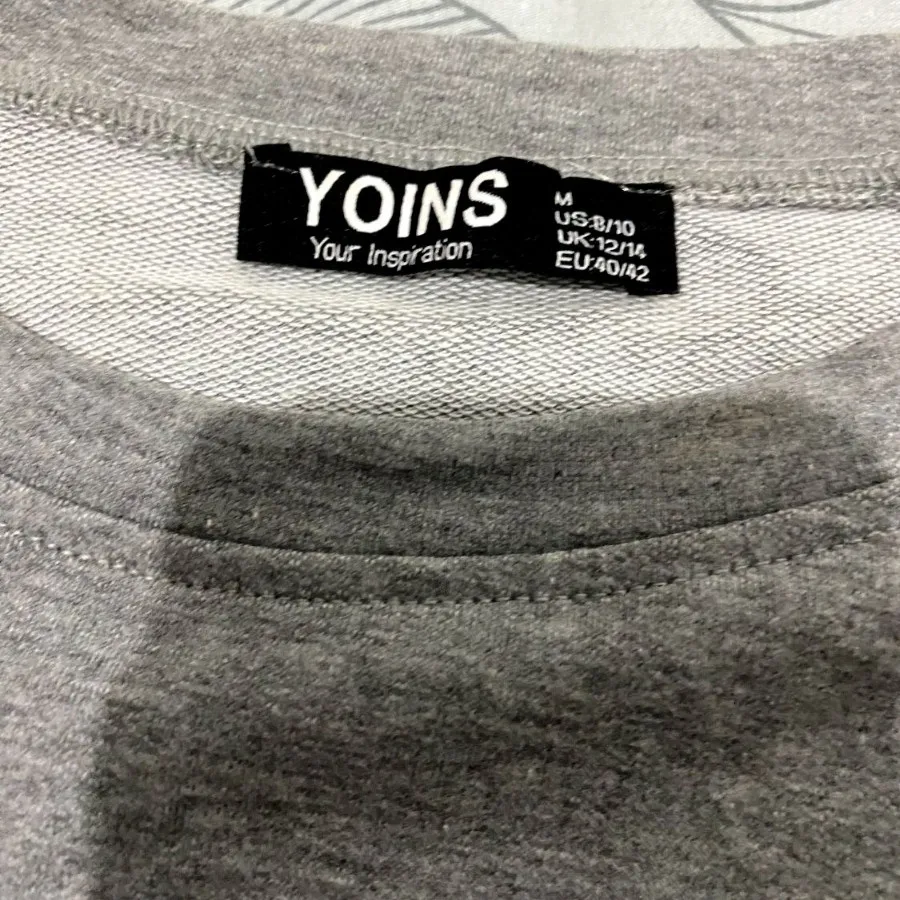 YOINS
Your Inspiration
M
US:8/10
UK:12/14
EU:40/42